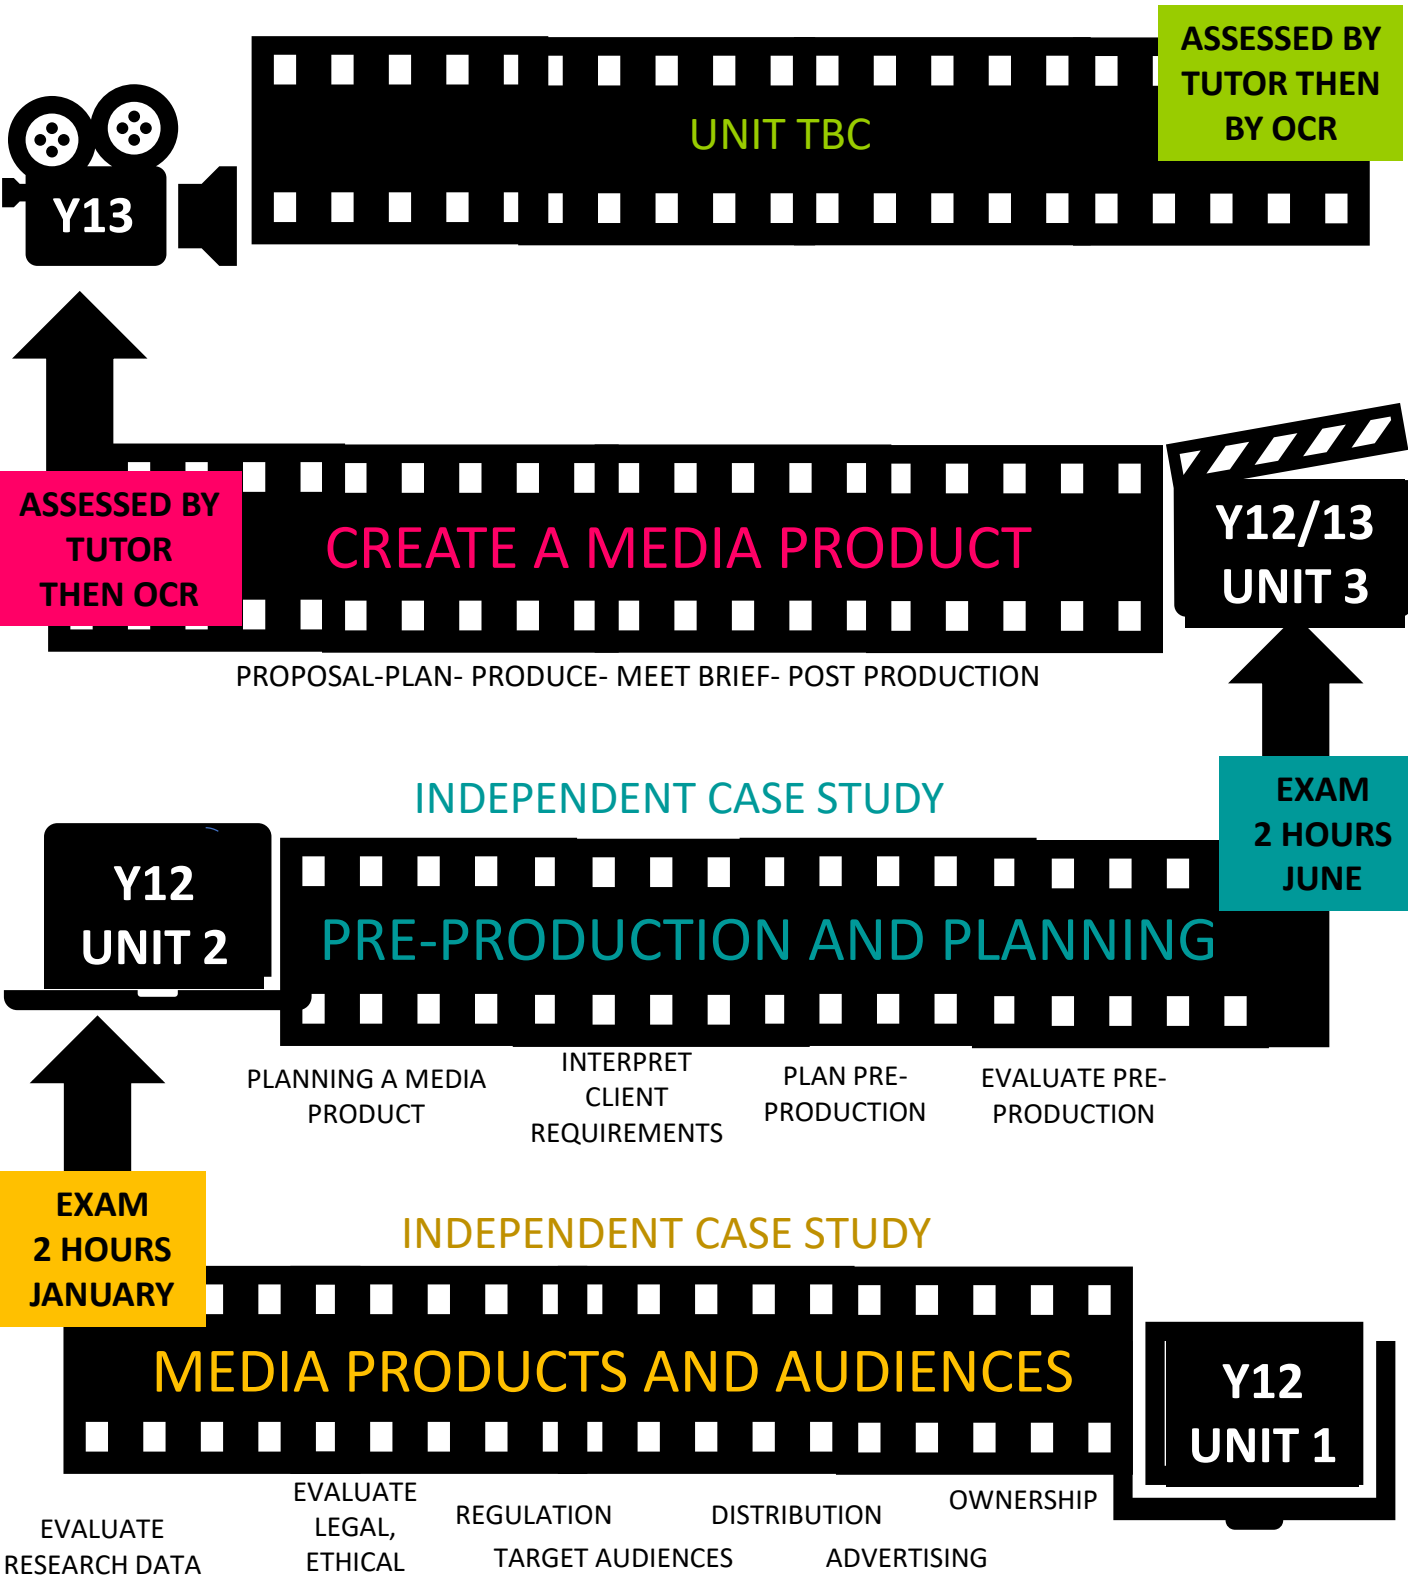 ASSESSED BY
TUTOR THEN
BY OCR
UNIT TBC
Y13
ASSESSED BY
TUTOR
THEN OCR
CREATE A MEDIA PRODUCT
Y12/13
UNIT 3
PROPOSAL-PLAN- PRODUCE- MEET BRIEF- POST PRODUCTION
INDEPENDENT CASE STUDY
EXAM
2 HOURS
JUNE
Y12
UNIT 2
PRE-PRODUCTION AND PLANNING
PLANNING A MEDIA
PRODUCT
INTERPRET
CLIENT
REQUIREMENTS
PLAN PRE-
PRODUCTION
EVALUATE PRE-
PRODUCTION
EXAM
2 HOURS
JANUARY
INDEPENDENT CASE STUDY
MEDIA PRODUCTS AND AUDIENCES
Y12
UNIT 1
EVALUATE
RESEARCH DATA
EVALUATE
LEGAL,
ETHICAL
REGULATION
TARGET AUDIENCES
DISTRIBUTION
ADVERTISING
OWNERSHIP